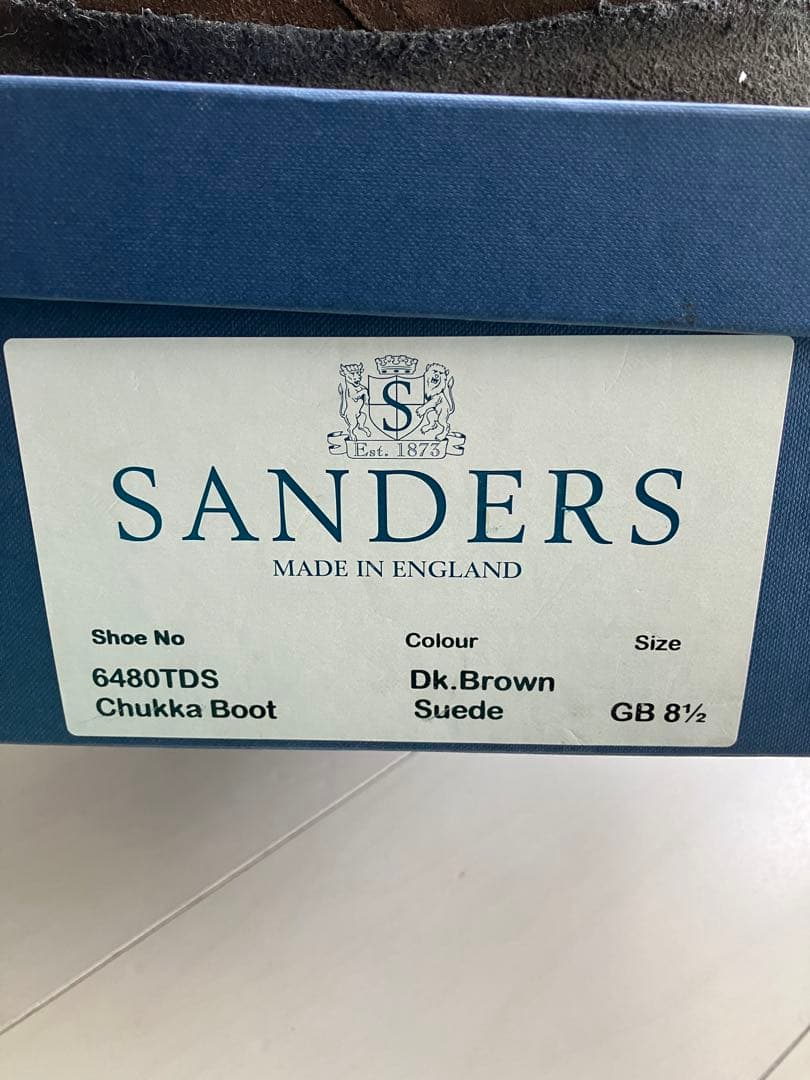 S
Est. 1873
SANDERS
MADE IN ENGLAND
Shoe No Colour Size
6480TDS Dk.Brown
Chukka Boot Suede GB 8½